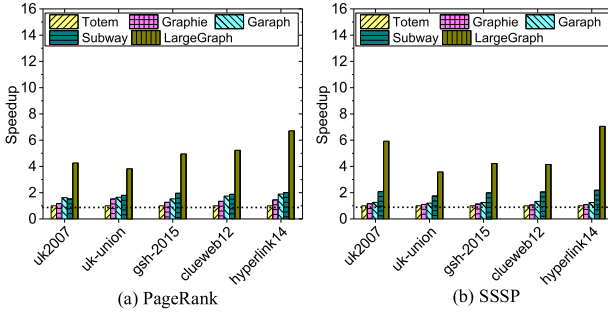 16
14
12
10
8
6
4
2
0
Speedup
Totem Graphie Garaph
Subway LargeGraph
uk2007 uk-union gsh-2015 clueweb12 hyperlink14
(a) PageRank
16
14
12
10
8
6
4
2
0
Speedup
Totem Graphie Garaph
Subway LargeGraph
uk2007 uk-union gsh-2015 clueweb12 hyperlink14
(b) SSSP